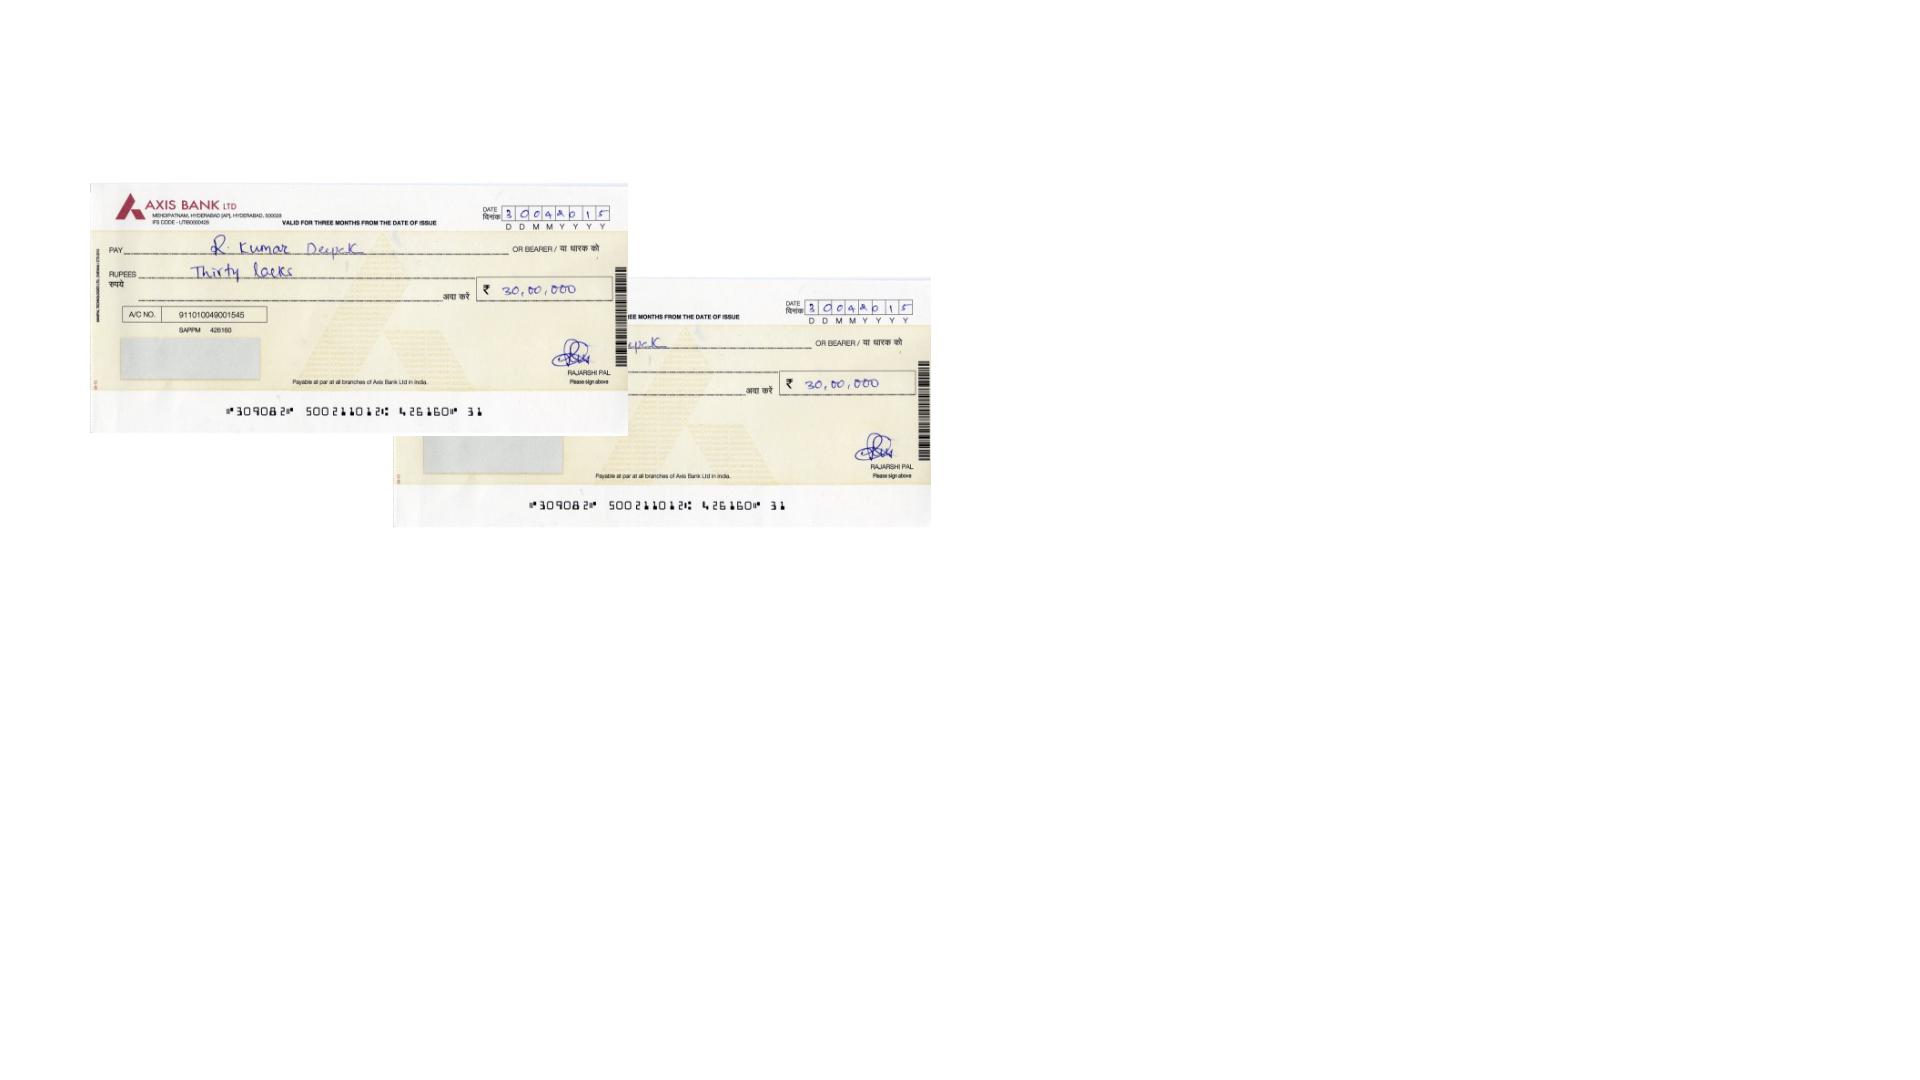 AXIS BANK LTD
MEHDIPATNAM, HYDERABAD [AP], HYDERABAD, 500028
IFS CODE - UTIB0000426
VALID FOR THREE MONTHS FROM THE DATE OF ISSUE
DATE
दिनांक 3 0 0 4 2 0 1 5
D D M M Y Y Y Y
PAY R. Kumar Deepak OR BEARER / या धारक को
RUPEES Thirty lacks
रुपये
अदा करें ₹ 30,00,000
A/C NO. 911010049001545
SAPPM 426160
RAJARSHI PAL
Please sign above
Payable at par at all branches of Axis Bank Ltd in India.
⑈309082⑈ 500211012⑆ 426160⑈ 31
EE MONTHS FROM THE DATE OF ISSUE
DATE
दिनांक 3 0 0 4 2 0 1 5
D D M M Y Y Y Y
epak OR BEARER / या धारक को
अदा करें ₹ 30,00,000
RAJARSHI PAL
Please sign above
Payable at par at all branches of Axis Bank Ltd in India.
⑈309082⑈ 500211012⑆ 426160⑈ 31